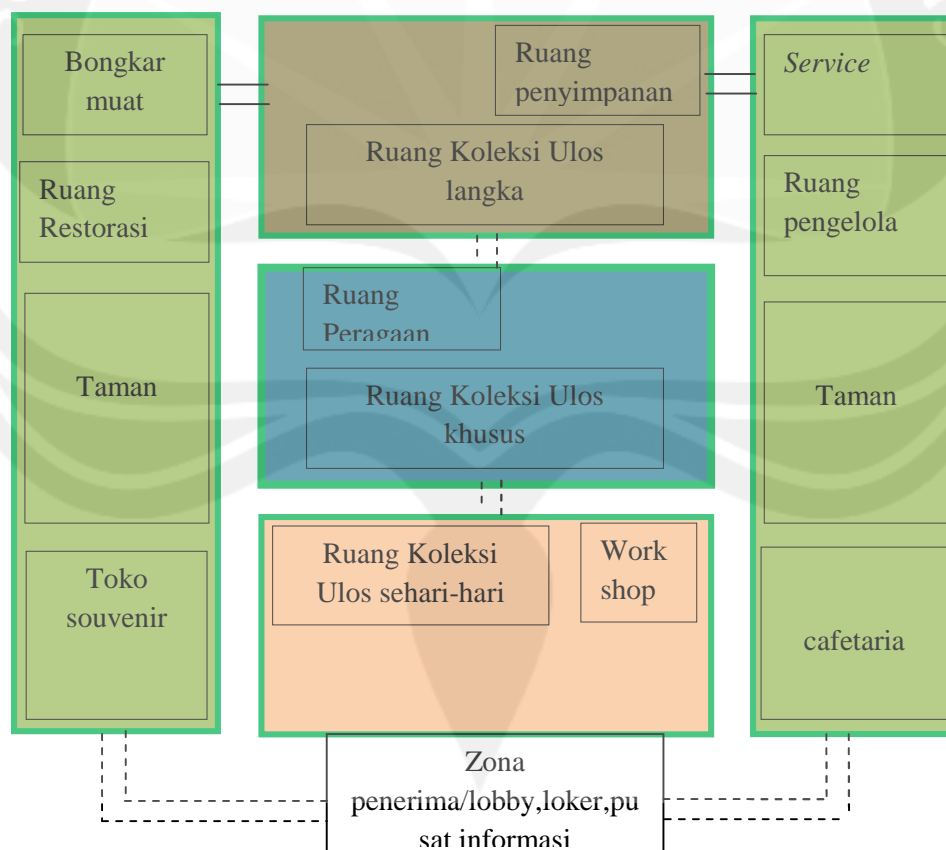 Bongkar
muat
Ruang
Restorasi
Taman
Toko
souvenir
Ruang
penyimpanan
Ruang Koleksi Ulos
langka
Ruang
Peragaan
Ruang Koleksi Ulos
khusus
Ruang Koleksi
Ulos sehari-hari
Work
shop
Service
Ruang
pengelola
Taman
cafetaria
Zona
penerima/lobby,loker,pu
sat informasi